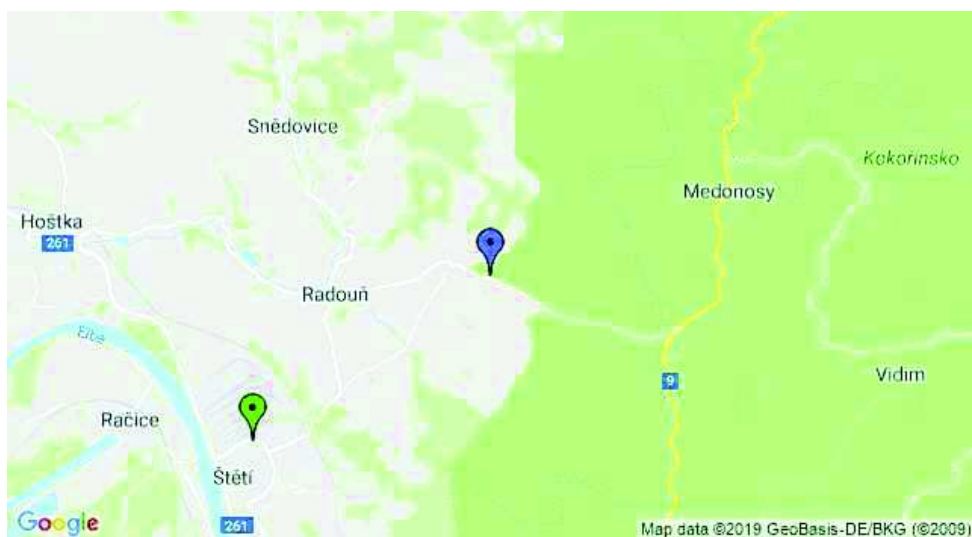 Snědovice
Kokořínsko
Medonosy
Hoštka
261
Radouň
Elbe
9
Vidim
Račice
Štětí
261
Google
Map data ©2019 GeoBasis-DE/BKG (©2009)